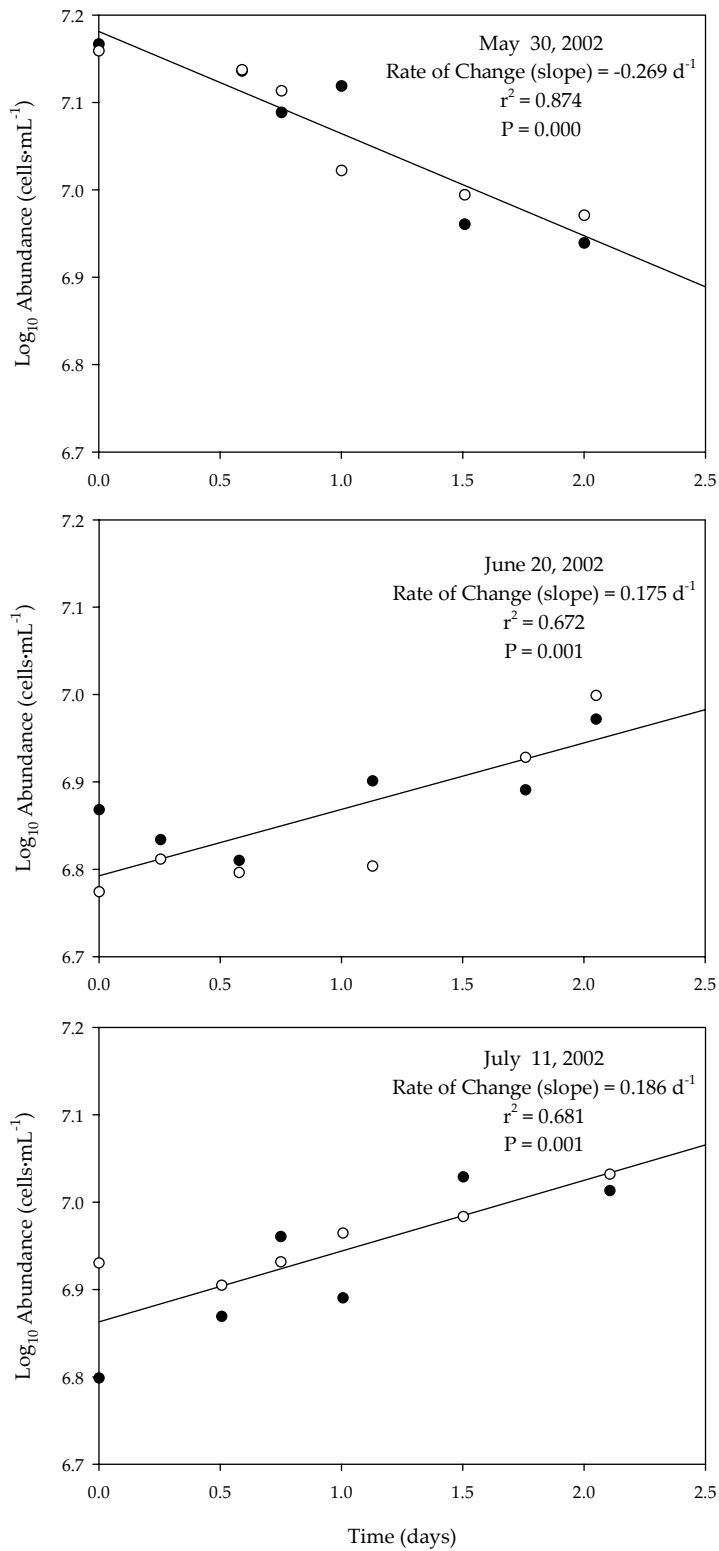 7.2
7.1
7.0
6.9
6.8
6.7
Log₁₀ Abundance (cells·mL⁻¹)
May 30, 2002
Rate of Change (slope) = -0.269 d⁻¹
r² = 0.874
P = 0.000
0.0 0.5 1.0 1.5 2.0 2.5
7.2
7.1
7.0
6.9
6.8
6.7
Log₁₀ Abundance (cells·mL⁻¹)
June 20, 2002
Rate of Change (slope) = 0.175 d⁻¹
r² = 0.672
P = 0.001
0.0 0.5 1.0 1.5 2.0 2.5
7.2
7.1
7.0
6.9
6.8
6.7
Log₁₀ Abundance (cells·mL⁻¹)
July 11, 2002
Rate of Change (slope) = 0.186 d⁻¹
r² = 0.681
P = 0.001
0.0 0.5 1.0 1.5 2.0 2.5
Time (days)